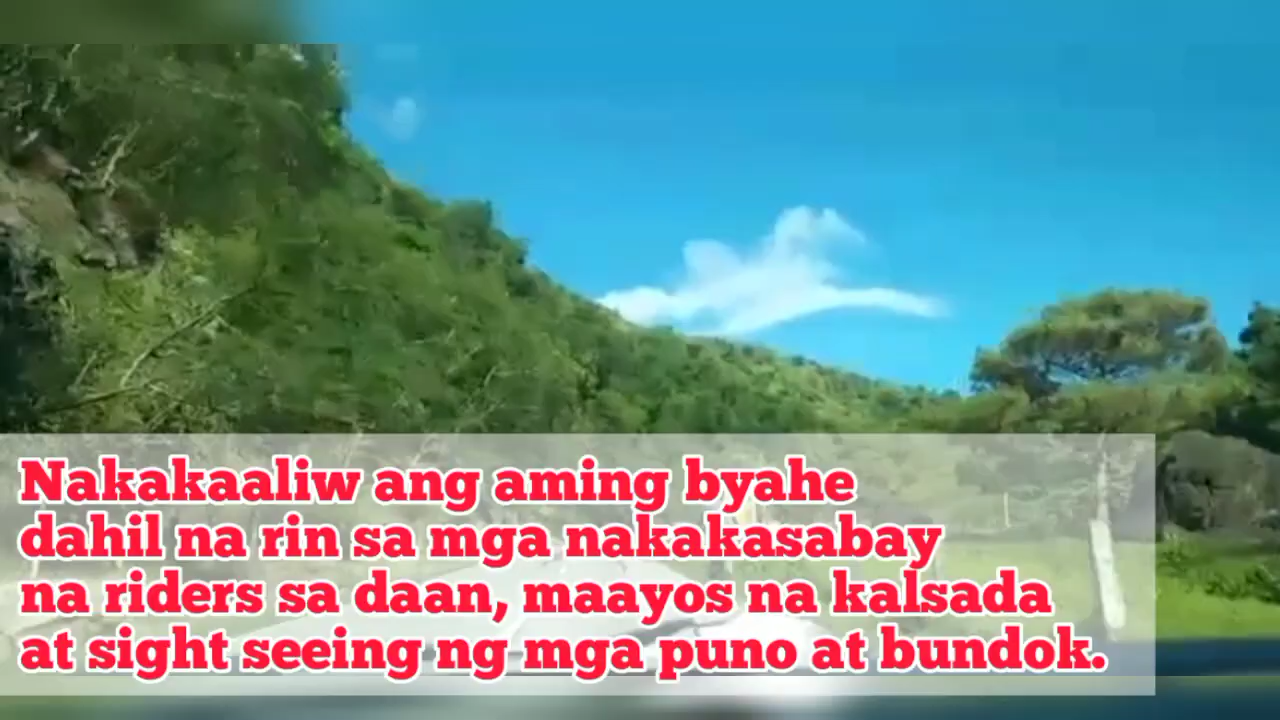 Nakakaaliw ang aming byahe
dahil na rin sa mga nakakasabay
na riders sa daan, maayos na kalsada
at sight seeing ng mga puno at bundok.